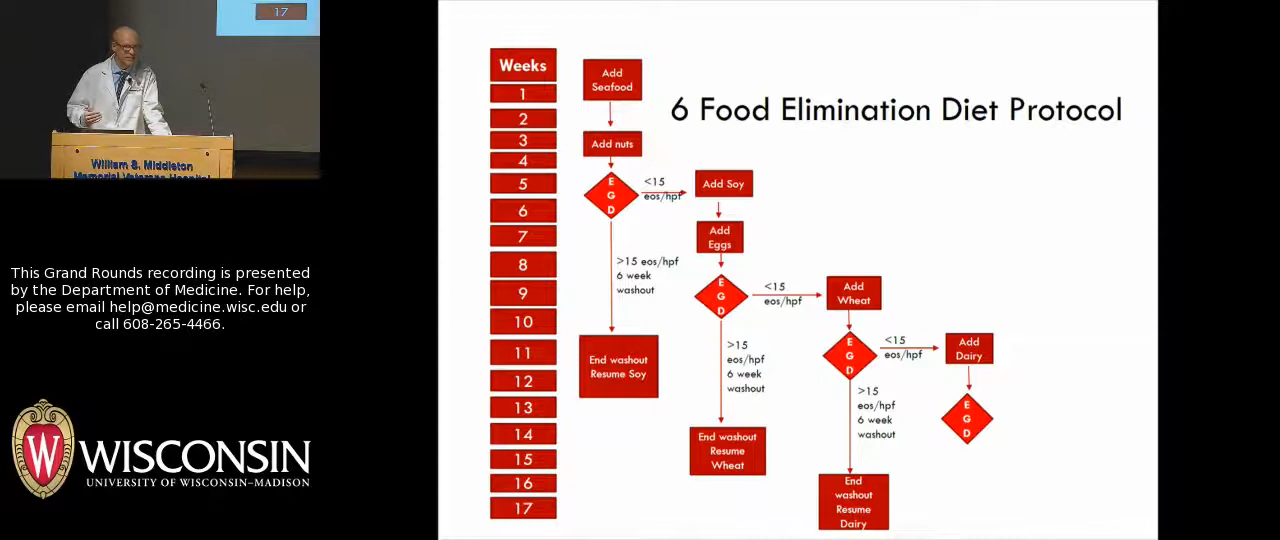 17
William S. Middleton
Memorial Veterans Hospital
This Grand Rounds recording is presented
by the Department of Medicine. For help,
please email help@medicine.wisc.edu or
call 608-265-4466.
W
WISCONSIN
UNIVERSITY OF WISCONSIN–MADISON
6 Food Elimination Diet Protocol
Weeks
1
2
3
4
5
6
7
8
9
10
11
12
13
14
15
16
17
Add
Seafood
Add nuts
E
G
D
<15
eos/hpf
>15 eos/hpf
6 week
washout
End washout
Resume Soy
Add Soy
Add
Eggs
E
G
D
<15
eos/hpf
>15
eos/hpf
6 week
washout
End washout
Resume
Wheat
Add
Wheat
E
G
D
<15
eos/hpf
>15
eos/hpf
6 week
washout
End
washout
Resume
Dairy
Add
Dairy
E
G
D